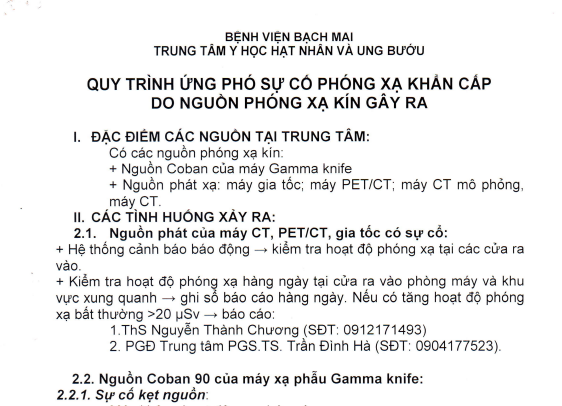 BỆNH VIỆN BẠCH MAI
TRUNG TÂM Y HỌC HẠT NHÂN VÀ UNG BƯỚU
QUY TRÌNH ỨNG PHÓ SỰ CỐ PHÓNG XẠ KHẨN CẤP
DO NGUỒN PHÓNG XẠ KÍN GÂY RA
I. ĐẶC ĐIỂM CÁC NGUỒN TẠI TRUNG TÂM:
Có các nguồn phóng xạ kín:
+ Nguồn Coban của máy Gamma knife
+ Nguồn phát xạ: máy gia tốc; máy PET/CT; máy CT mô phỏng,
máy CT.
II. CÁC TÌNH HUỐNG XẢY RA:
2.1. Nguồn phát của máy CT, PET/CT, gia tốc có sự cố:
+ Hệ thống cảnh báo báo động → kiểm tra hoạt độ phóng xạ tại các cửa ra
vào.
+ Kiểm tra hoạt độ phóng xạ hàng ngày tại cửa ra vào phòng máy và khu
vực xung quanh → ghi sổ báo cáo hàng ngày. Nếu có tăng hoạt độ phóng
xạ bất thường >20 µSv → báo cáo:
1.ThS Nguyễn Thành Chương (SĐT: 0912171493)
2. PGĐ Trung tâm PGS.TS. Trần Đình Hà (SĐT: 0904177523).
2.2. Nguồn Coban 90 của máy xạ phẫu Gamma knife:
2.2.1. Sự cố kẹt nguồn: